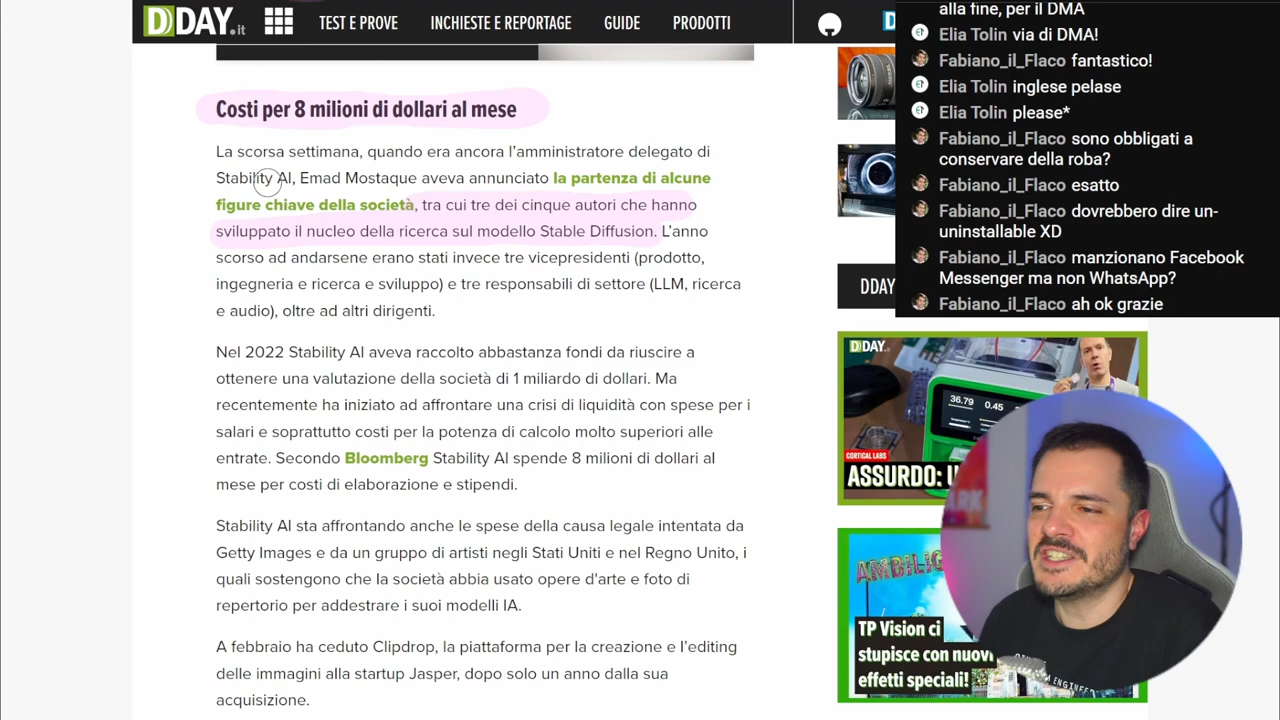 DDAY.it
TEST E PROVE
INCHIESTE E REPORTAGE
GUIDE
PRODOTTI
Costi per 8 milioni di dollari al mese
La scorsa settimana, quando era ancora l’amministratore delegato di
Stability AI, Emad Mostaque aveva annunciato la partenza di alcune
figure chiave della società, tra cui tre dei cinque autori che hanno
sviluppato il nucleo della ricerca sul modello Stable Diffusion. L’anno
scorso ad andarsene erano stati invece tre vicepresidenti (prodotto,
ingegneria e ricerca e sviluppo) e tre responsabili di settore (LLM, ricerca
e audio), oltre ad altri dirigenti.
Nel 2022 Stability AI aveva raccolto abbastanza fondi da riuscire a
ottenere una valutazione della società di 1 miliardo di dollari. Ma
recentemente ha iniziato ad affrontare una crisi di liquidità con spese per i
salari e soprattutto costi per la potenza di calcolo molto superiori alle
entrate. Secondo Bloomberg Stability AI spende 8 milioni di dollari al
mese per costi di elaborazione e stipendi.
Stability AI sta affrontando anche le spese della causa legale intentata da
Getty Images e da un gruppo di artisti negli Stati Uniti e nel Regno Unito, i
quali sostengono che la società abbia usato opere d'arte e foto di
repertorio per addestrare i suoi modelli IA.
A febbraio ha ceduto Clipdrop, la piattaforma per la creazione e l’editing
delle immagini alla startup Jasper, dopo solo un anno dalla sua
acquisizione.
alla fine, per il DMA
Elia Tolin via di DMA!
Fabiano_il_Flaco fantastico!
Elia Tolin inglese pelase
Elia Tolin please*
Fabiano_il_Flaco sono obbligati a
conservare della roba?
Fabiano_il_Flaco esatto
Fabiano_il_Flaco dovrebbero dire un-
uninstallable XD
Fabiano_il_Flaco manzionano Facebook
Messenger ma non WhatsApp?
Fabiano_il_Flaco ah ok grazie
DDAY
DDAY.it
36.79
0.45
CORTICAL LABS
ASSURDO:
TP Vision ci
stupisce con nuovi
effetti speciali!